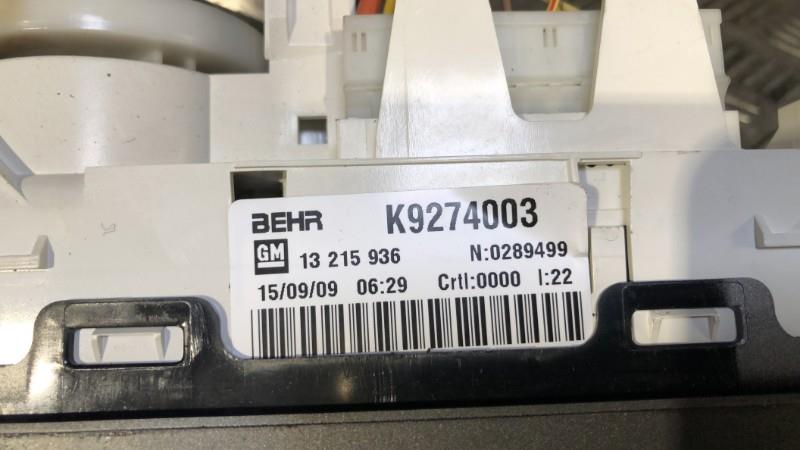 BEHR K9274003
GM 13 215 936 N:0289499
15/09/09 06:29 Crtl:0000 I:22